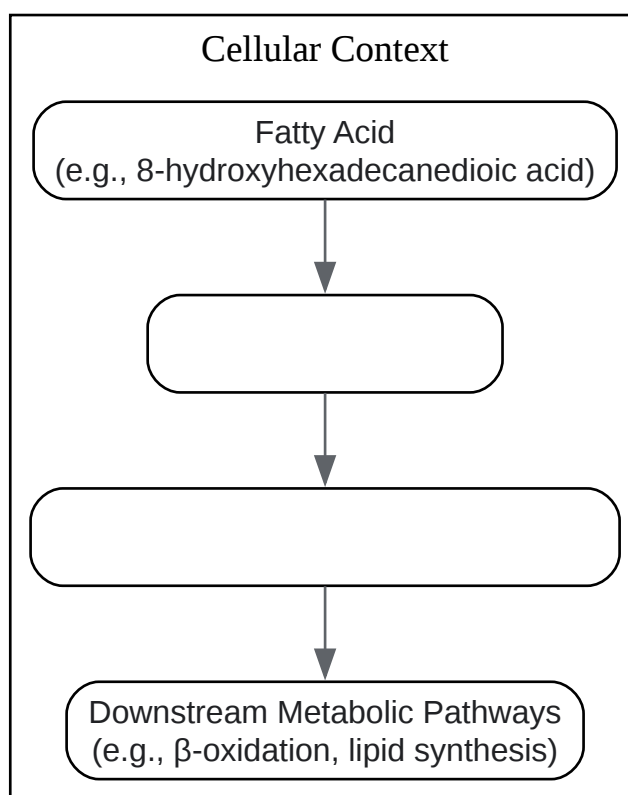 Cellular Context
Fatty Acid
(e.g., 8-hydroxyhexadecanedioic acid)
Downstream Metabolic Pathways
(e.g., β-oxidation, lipid synthesis)